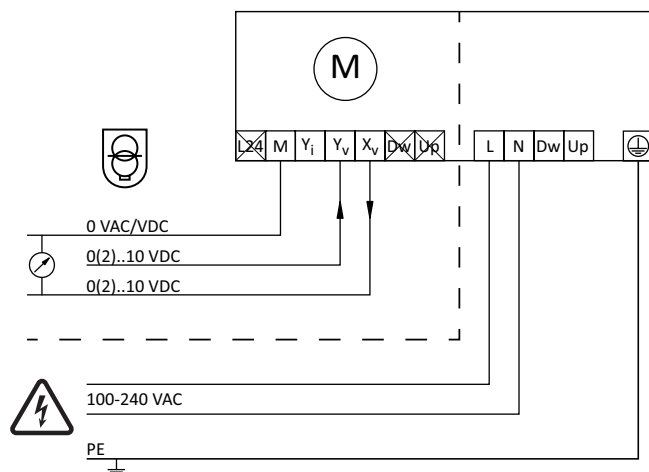 M
L24 M Yi Yv Xv Dw Up L N Dw Up
0 VAC/VDC
0(2)..10 VDC
0(2)..10 VDC
100-240 VAC
PE